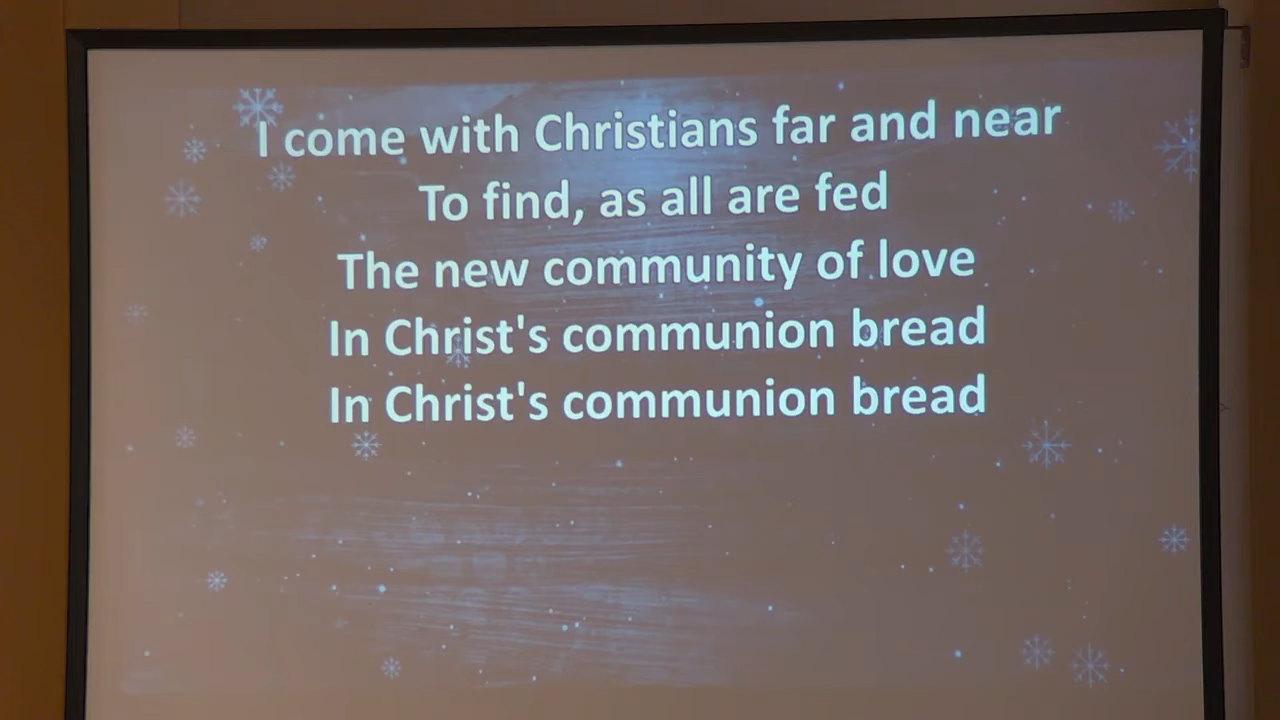 I come with Christians far and near
To find, as all are fed
The new community of love
In Christ's communion bread
In Christ's communion bread